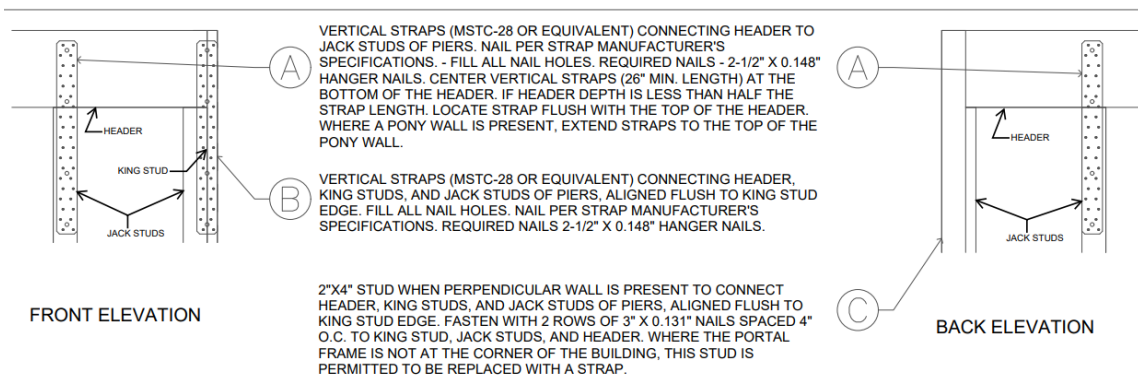 A
VERTICAL STRAPS (MSTC-28 OR EQUIVALENT) CONNECTING HEADER TO
JACK STUDS OF PIERS. NAIL PER STRAP MANUFACTURER'S
SPECIFICATIONS. - FILL ALL NAIL HOLES. REQUIRED NAILS - 2-1/2" X 0.148"
HANGER NAILS. CENTER VERTICAL STRAPS (26" MIN. LENGTH) AT THE
BOTTOM OF THE HEADER. IF HEADER DEPTH IS LESS THAN HALF THE
STRAP LENGTH. LOCATE STRAP FLUSH WITH THE TOP OF THE HEADER.
WHERE A PONY WALL IS PRESENT, EXTEND STRAPS TO THE TOP OF THE
PONY WALL.
A
HEADER
KING STUD
JACK STUDS
FRONT ELEVATION
B
VERTICAL STRAPS (MSTC-28 OR EQUIVALENT) CONNECTING HEADER,
KING STUDS, AND JACK STUDS OF PIERS, ALIGNED FLUSH TO KING STUD
EDGE. FILL ALL NAIL HOLES. NAIL PER STRAP MANUFACTURER'S
SPECIFICATIONS. REQUIRED NAILS 2-1/2" X 0.148" HANGER NAILS.
2"X4" STUD WHEN PERPENDICULAR WALL IS PRESENT TO CONNECT
HEADER, KING STUDS, AND JACK STUDS OF PIERS, ALIGNED FLUSH TO
KING STUD EDGE. FASTEN WITH 2 ROWS OF 3" X 0.131" NAILS SPACED 4"
O.C. TO KING STUD, JACK STUDS, AND HEADER. WHERE THE PORTAL
FRAME IS NOT AT THE CORNER OF THE BUILDING, THIS STUD IS
PERMITTED TO BE REPLACED WITH A STRAP.
C
HEADER
JACK STUDS
BACK ELEVATION